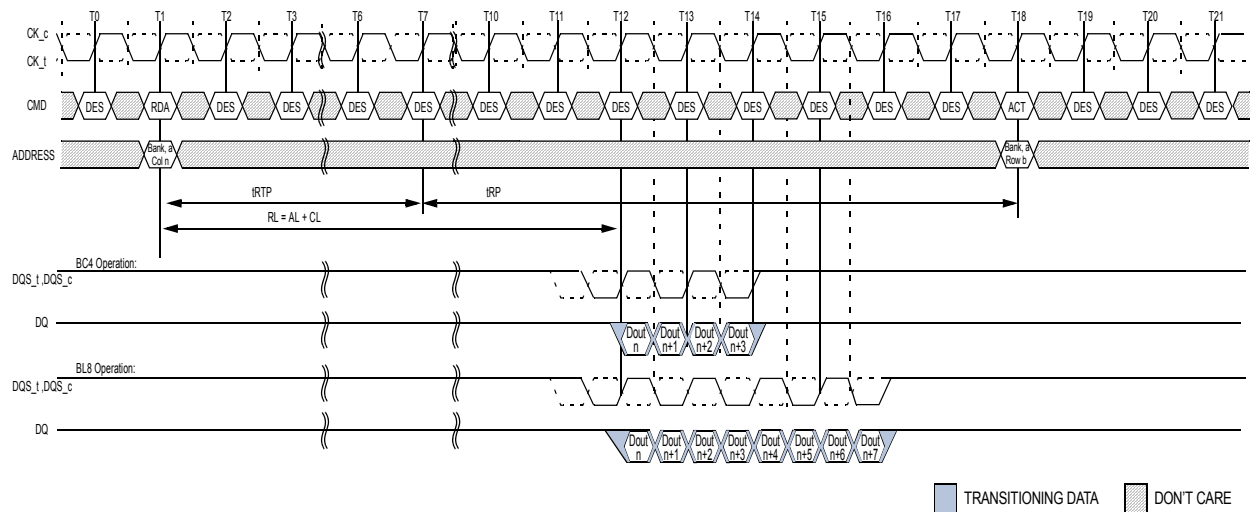 T0 T1 T2 T3 T6 T7 T10 T11 T12 T13 T14 T15 T16 T17 T18 T19 T20 T21
CK_c
CK_t
CMD DES RDA DES DES DES DES DES DES DES DES DES DES DES DES ACT DES DES DES
ADDRESS Bank, a Bank, a
Col n Row b
tRTP tRP
RL = AL + CL
BC4 Operation:
DQS_t ,DQS_c
DQ
Dout Dout Dout Dout
n n+1 n+2 n+3
BL8 Operation:
DQS_t ,DQS_c
DQ
Dout Dout Dout Dout Dout Dout Dout Dout
n n+1 n+2 n+3 n+4 n+5 n+6 n+7
TRANSITIONING DATA DON'T CARE